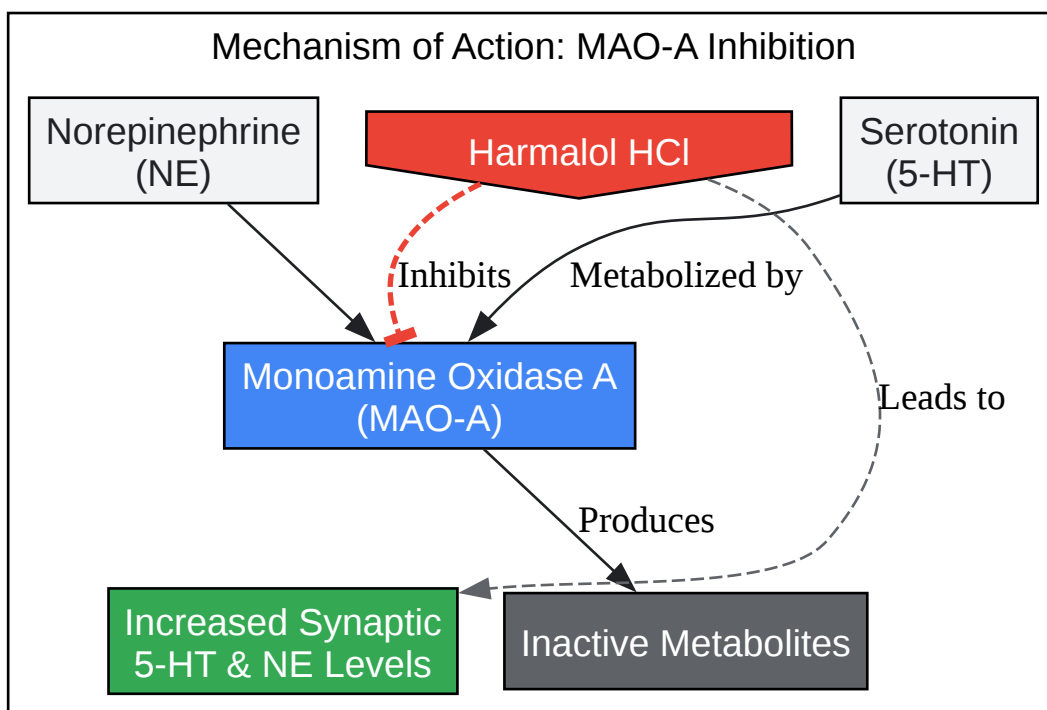 Mechanism of Action: MAO-A Inhibition
Norepinephrine
(NE)
Harmalol HCl
Serotonin
(5-HT)
Inhibits
Metabolized by
Monoamine Oxidase A
(MAO-A)
Leads to
Produces
Increased Synaptic
5-HT & NE Levels
Inactive Metabolites